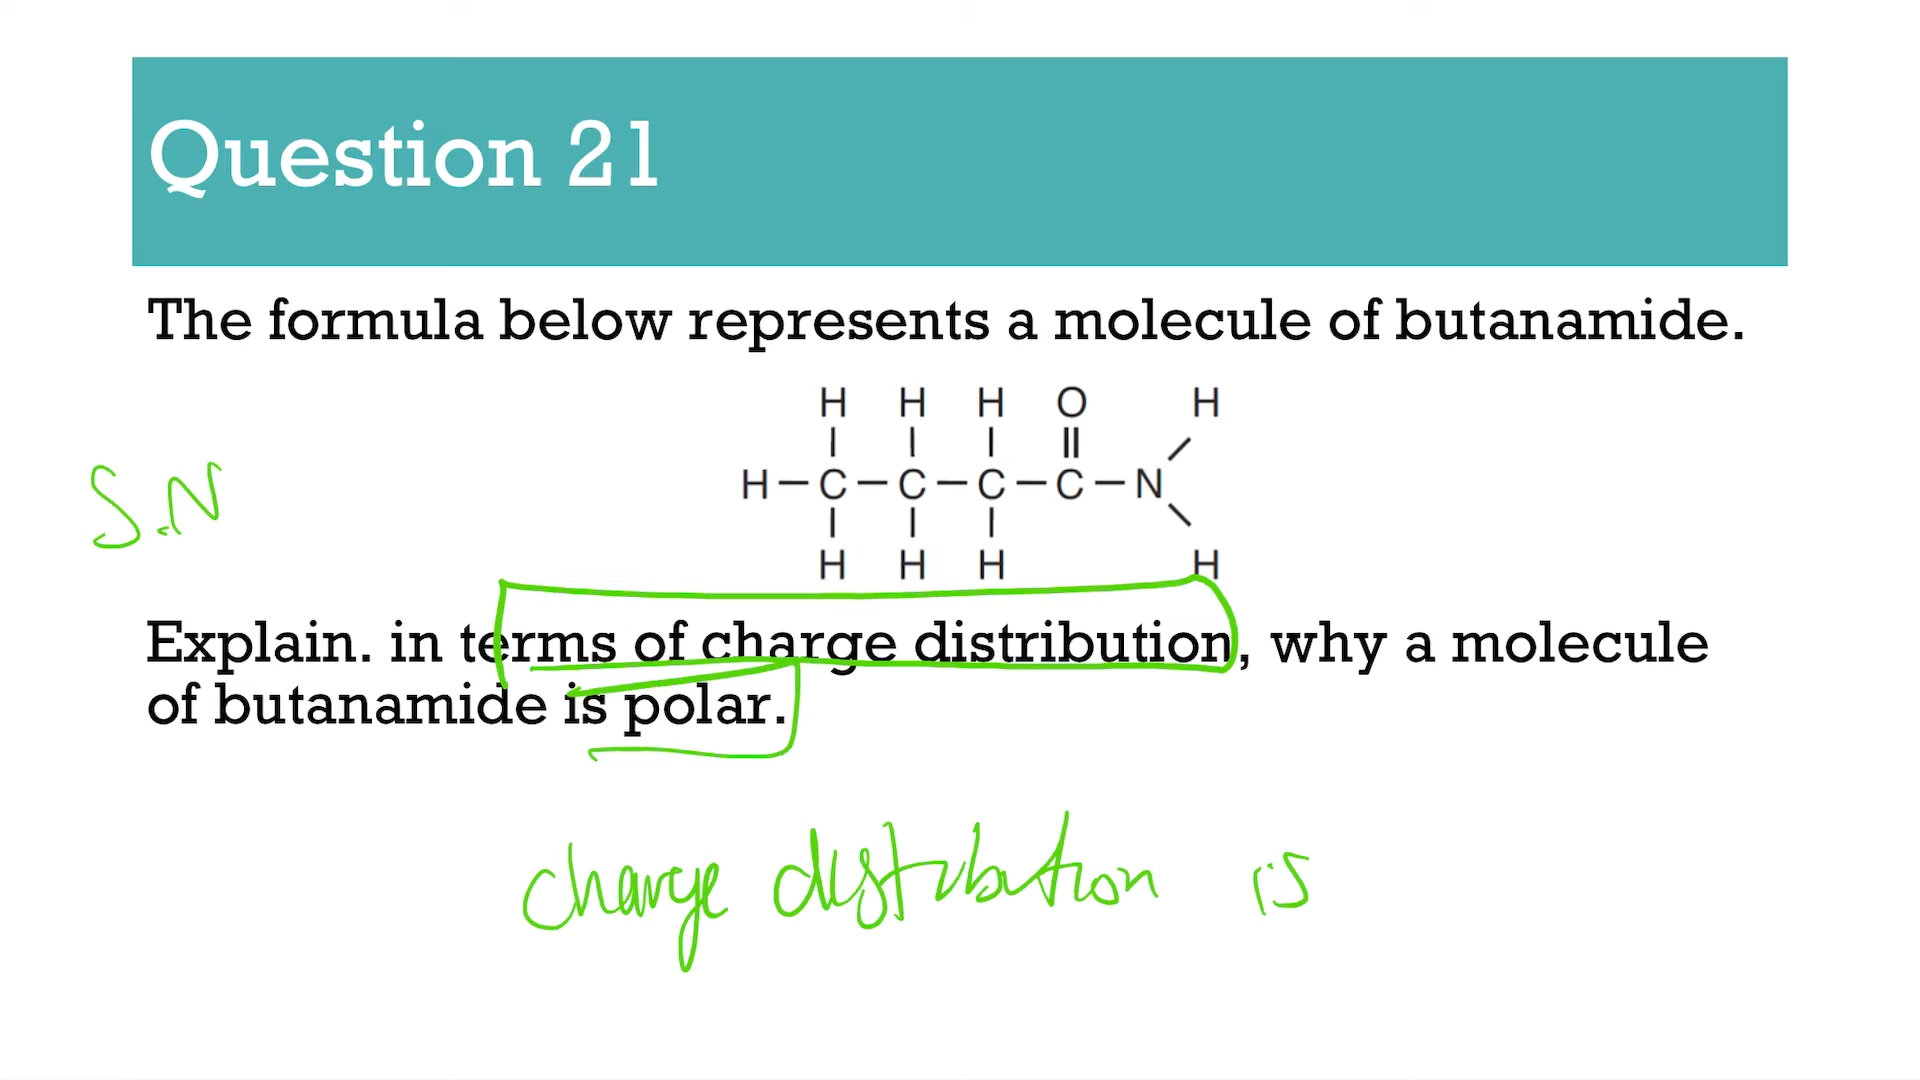 Question 21
The formula below represents a molecule of butanamide.
H H H O H
H-C-C-C-C-N
H H H H
S.N
Explain. in terms of charge distribution, why a molecule
of butanamide is polar.
charge distribution is